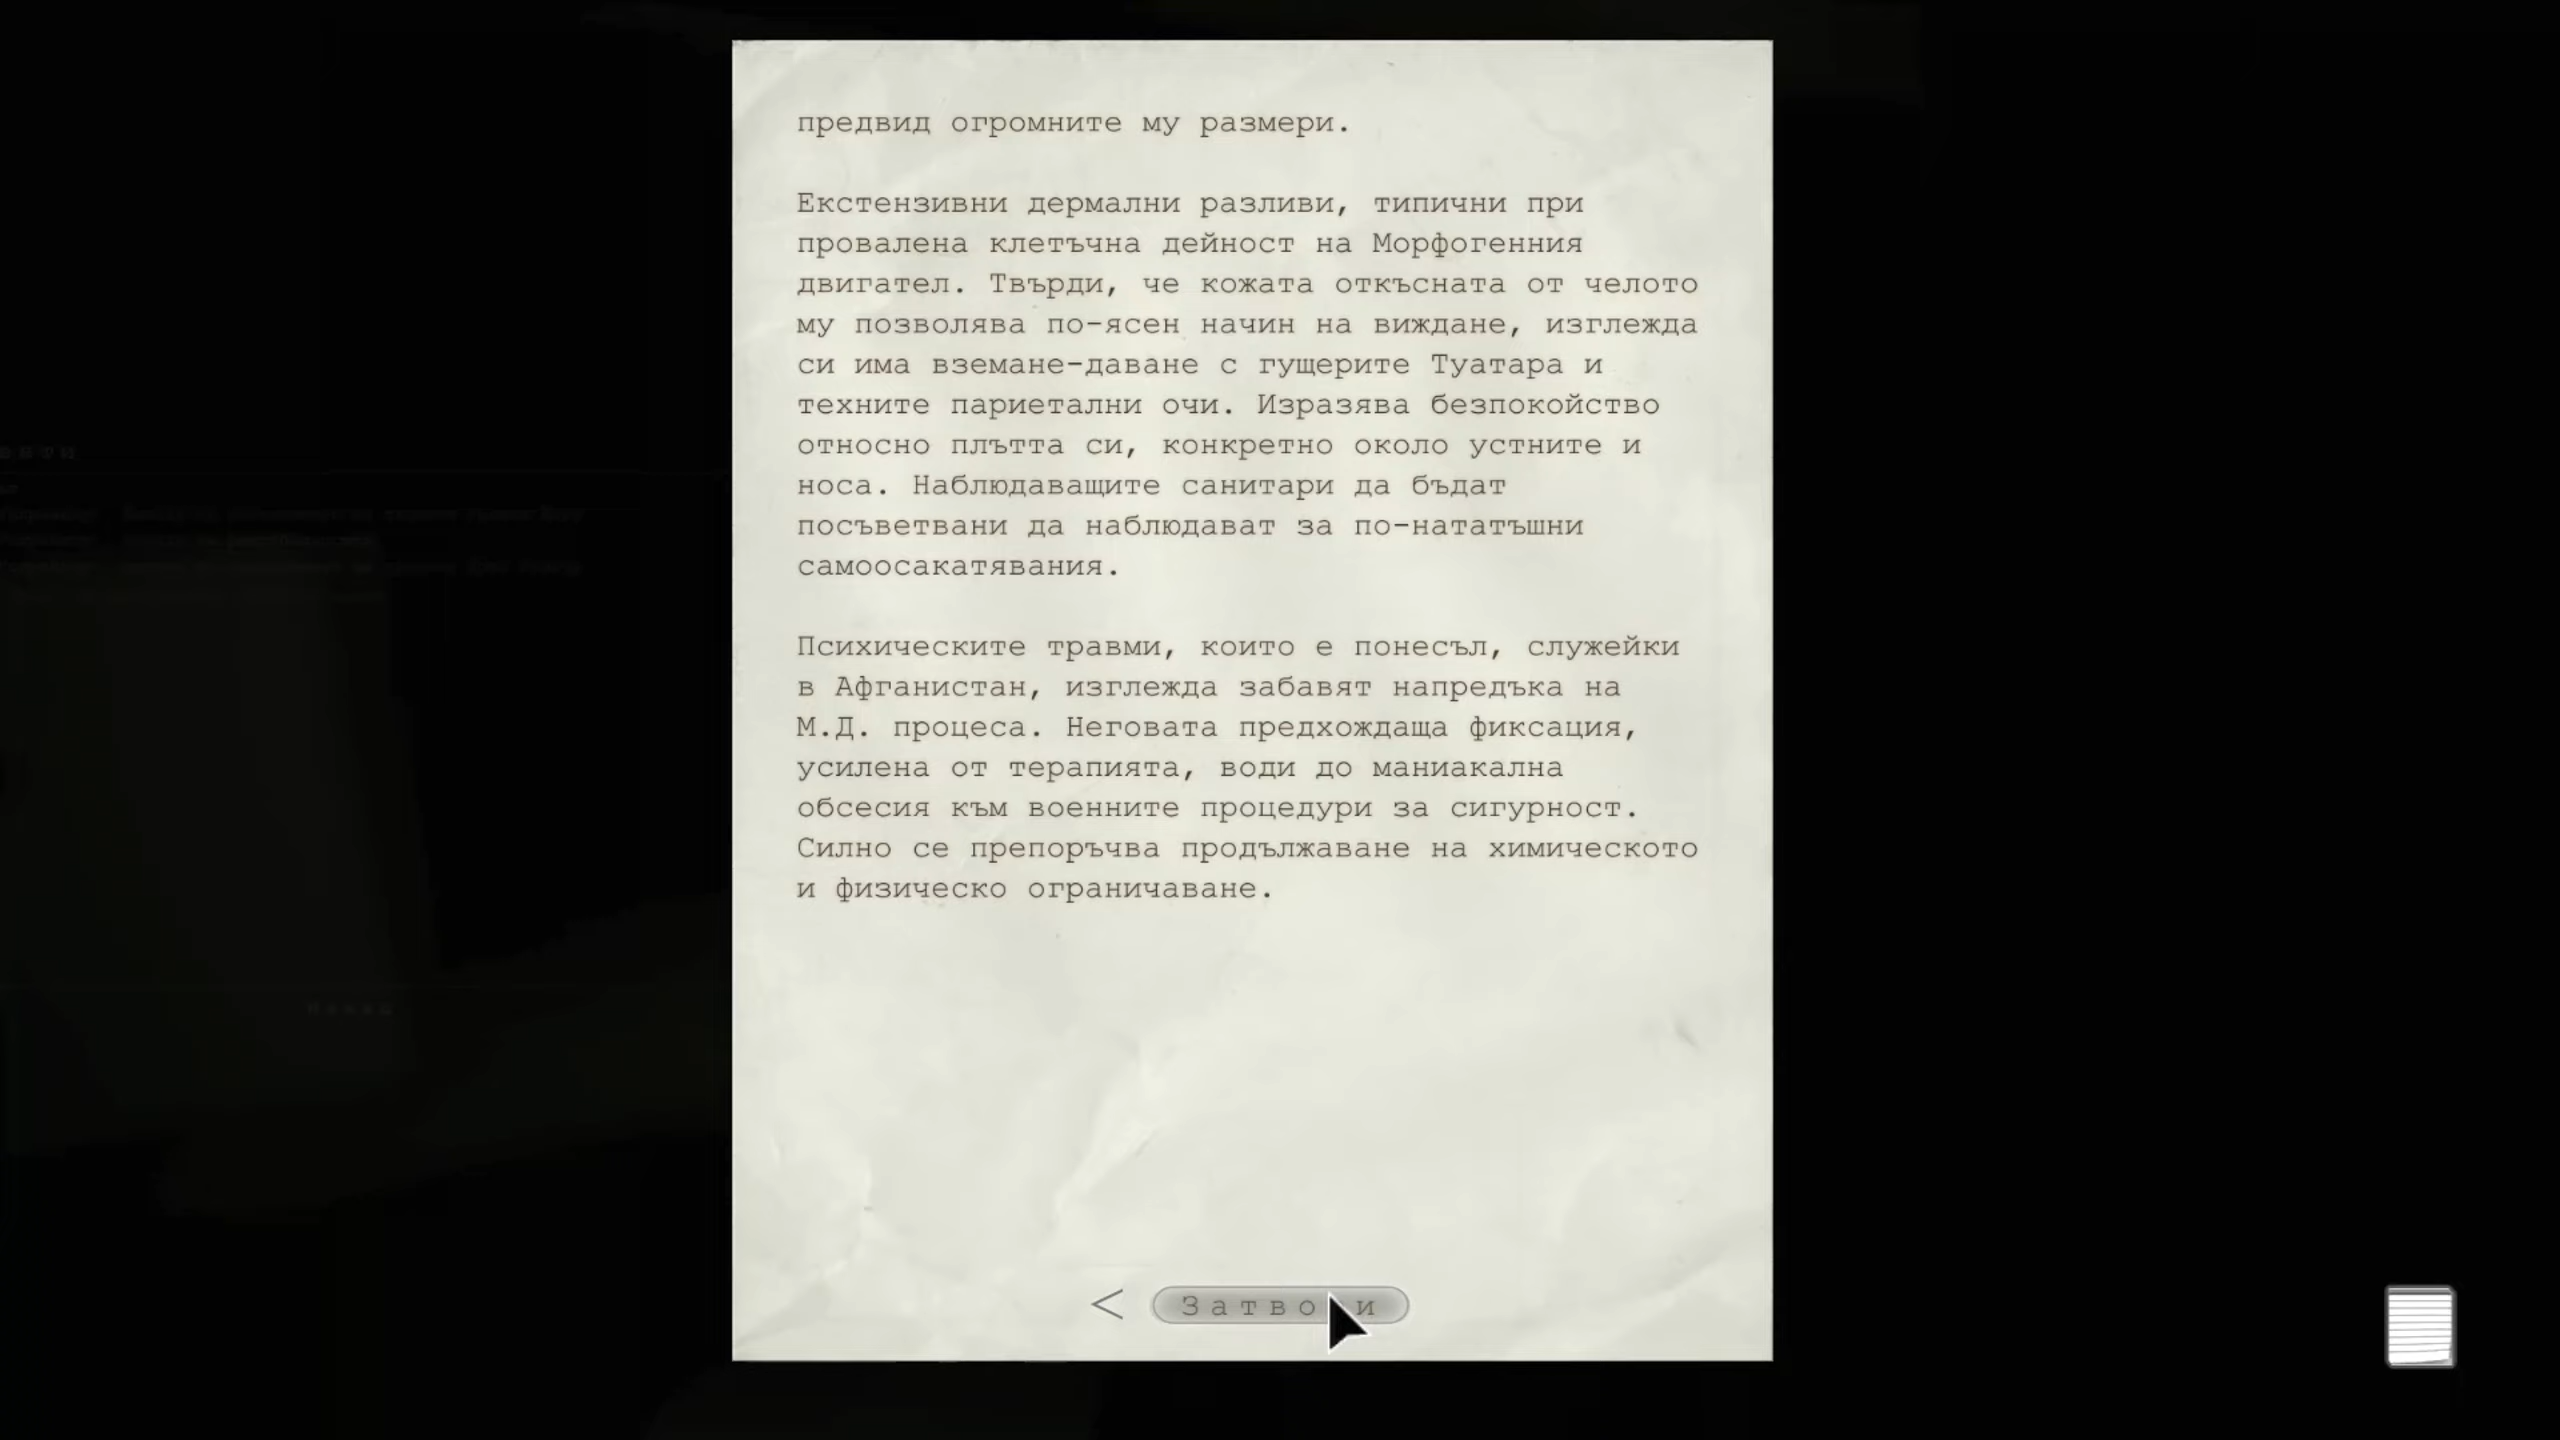 предвид огромните му размери.
Екстензивни дермални разливи, типични при
провалена клетъчна дейност на Морфогенния
двигател. Твърди, че кожата откъсната от челото
му позволява по-ясен начин на виждане, изглежда
си има вземане-даване с гущерите Туатара и
техните париетални очи. Изразява безпокойство
относно плътта си, конкретно около устните и
носа. Наблюдаващите санитари да бъдат
посъветвани да наблюдават за по-нататъшни
самоосакатявания.
Психическите травми, които е понесъл, служейки
в Афганистан, изглежда забавят напредъка на
М.Д. процеса. Неговата предхождаща фиксация,
усилена от терапията, води до маниакална
обсесия към военните процедури за сигурност.
Силно се препоръчва продължаване на химическото
и физическо ограничаване.